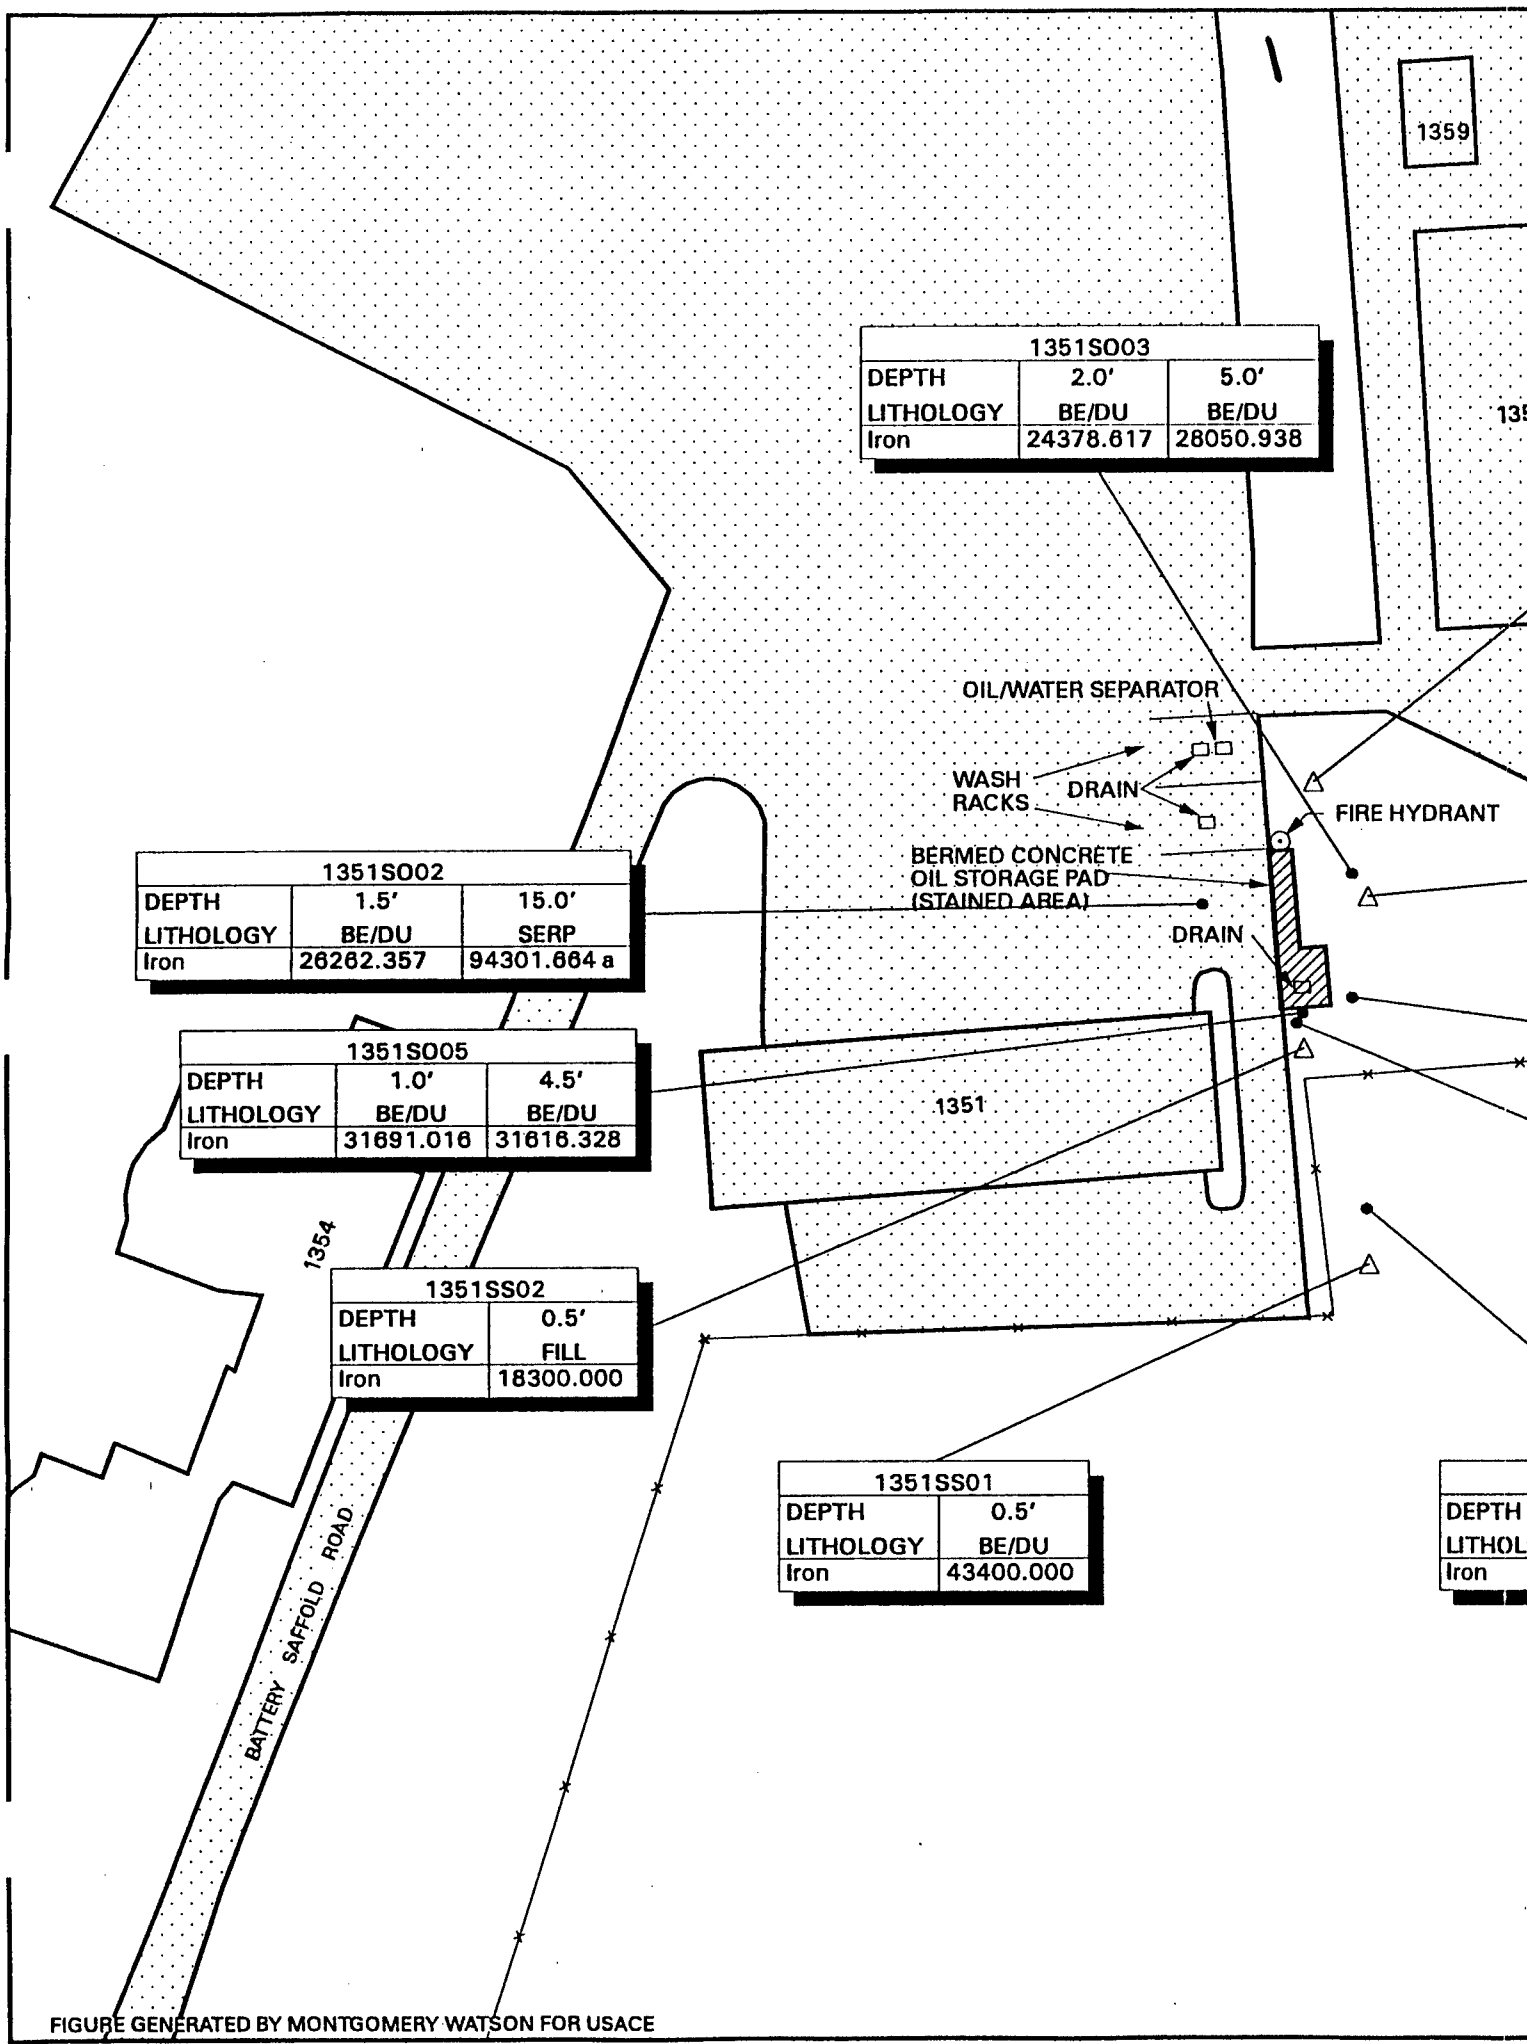 1359
1351SO03
DEPTH 2.0' 5.0'
LITHOLOGY BE/DU BE/DU
Iron 24378.617 28050.938
135
OIL/WATER SEPARATOR
WASH
RACKS
DRAIN
FIRE HYDRANT
BERMED CONCRETE
OIL STORAGE PAD
(STAINED AREA)
DRAIN
1351SO02
DEPTH 1.5' 15.0'
LITHOLOGY BE/DU SERP
Iron 26262.357 94301.664 a
1351SO05
DEPTH 1.0' 4.5'
LITHOLOGY BE/DU BE/DU
Iron 31691.016 31616.328
1351
1354
1351SS02
DEPTH 0.5'
LITHOLOGY FILL
Iron 18300.000
1351SS01
DEPTH 0.5'
LITHOLOGY BE/DU
Iron 43400.000
DEPTH
LITHOL
Iron
BATTERY SAFFOLD ROAD
FIGURE GENERATED BY MONTGOMERY WATSON FOR USACE